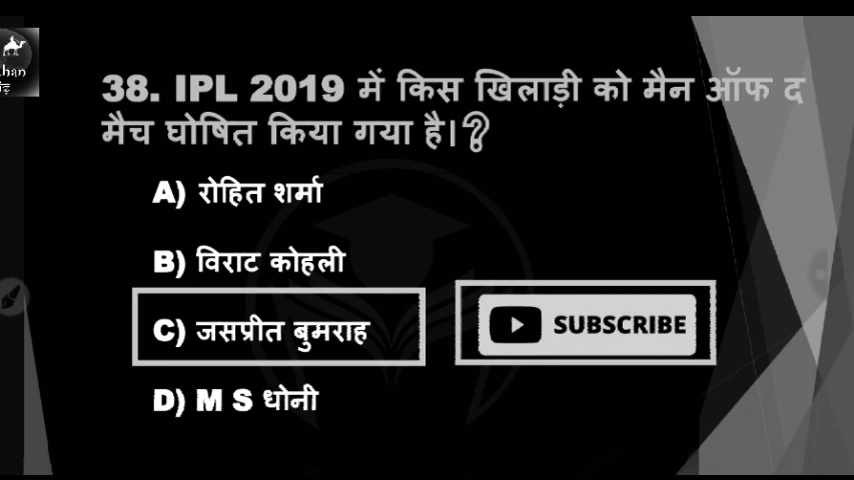 38. IPL 2019 में किस खिलाड़ी को मैन ऑफ द
मैच घोषित किया गया है।?
A) रोहित शर्मा
B) विराट कोहली
C) जसप्रीत बुमराह
SUBSCRIBE
D) M S धोनी